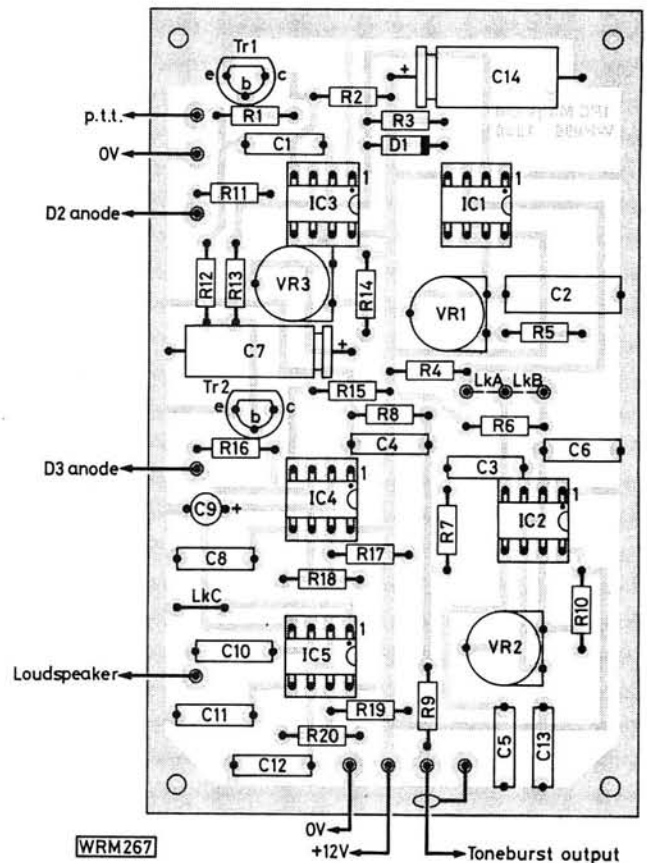 Tr1
e b c
+ C14
R2
p.t.t.
R1
R3
C1
D1
0V
R11
IC3
1
IC1
1
D2 anode
R12
R13
VR3
R14
VR1
C2
R5
C7 +
R4
Tr2
R15
LkA LkB
e b c
R8
R6
R16
C4
C6
D3 anode
C3
1
IC4
1
IC2
C9 +
R7
C8
R17
R18
R10
LkC
1
C10
IC5
VR2
Loudspeaker
R9
C11
R19
R20
C5
C13
C12
0V
WRM267
+12V
Toneburst output